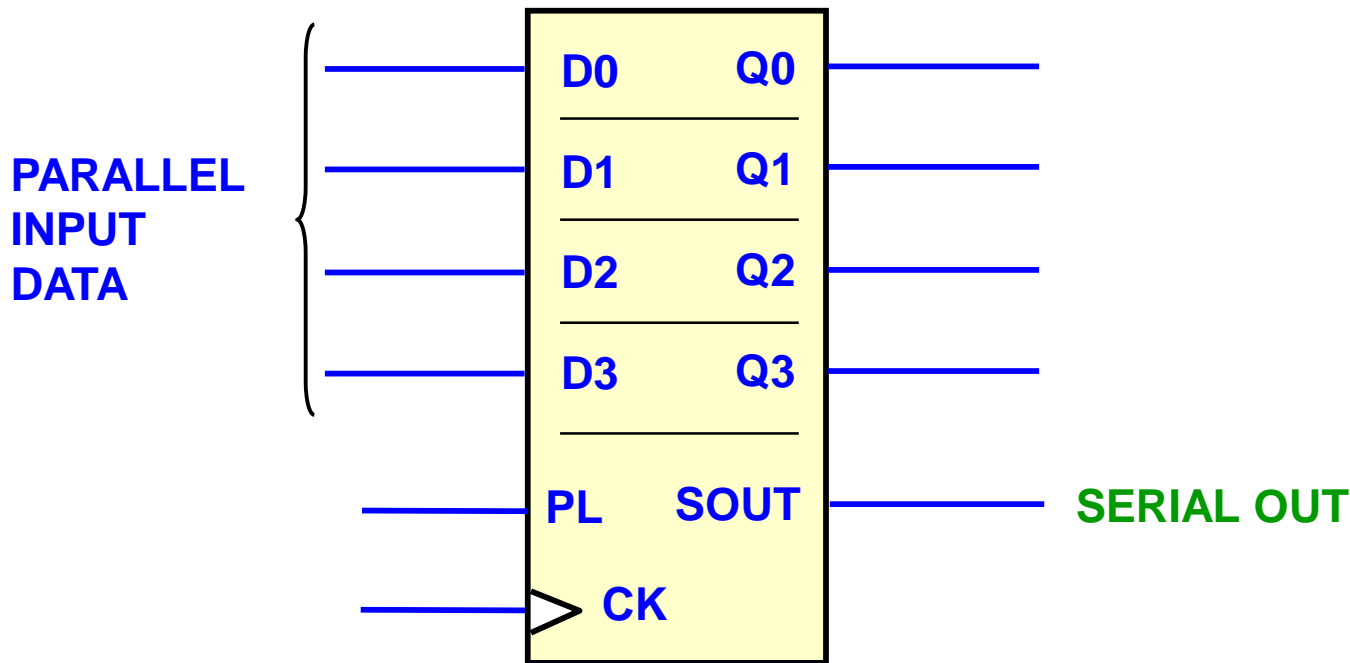 PARALLEL
INPUT
DATA
D0 Q0
D1 Q1
D2 Q2
D3 Q3
PL SOUT
SERIAL OUT
CK